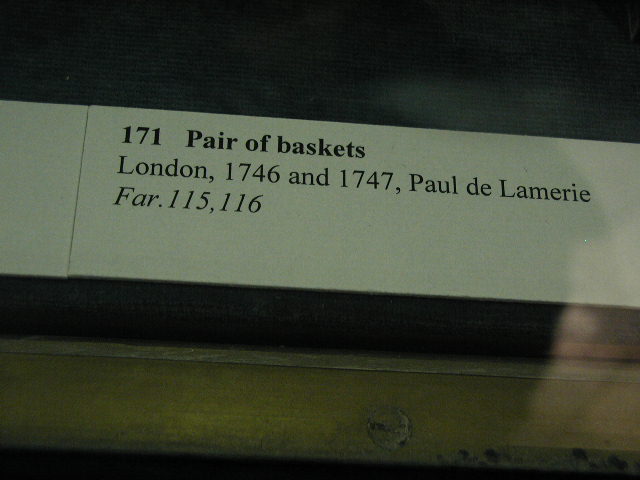 171 Pair of baskets
London, 1746 and 1747, Paul de Lamerie
Far.115,116